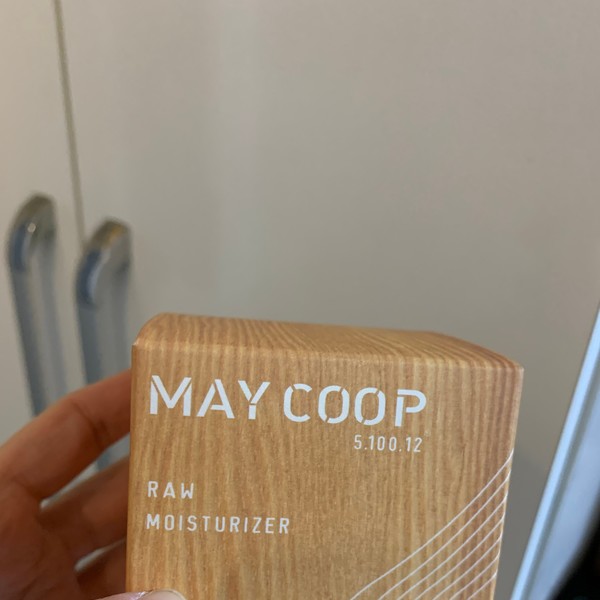 MAY COOP
5.100.12
RAW
MOISTURIZER